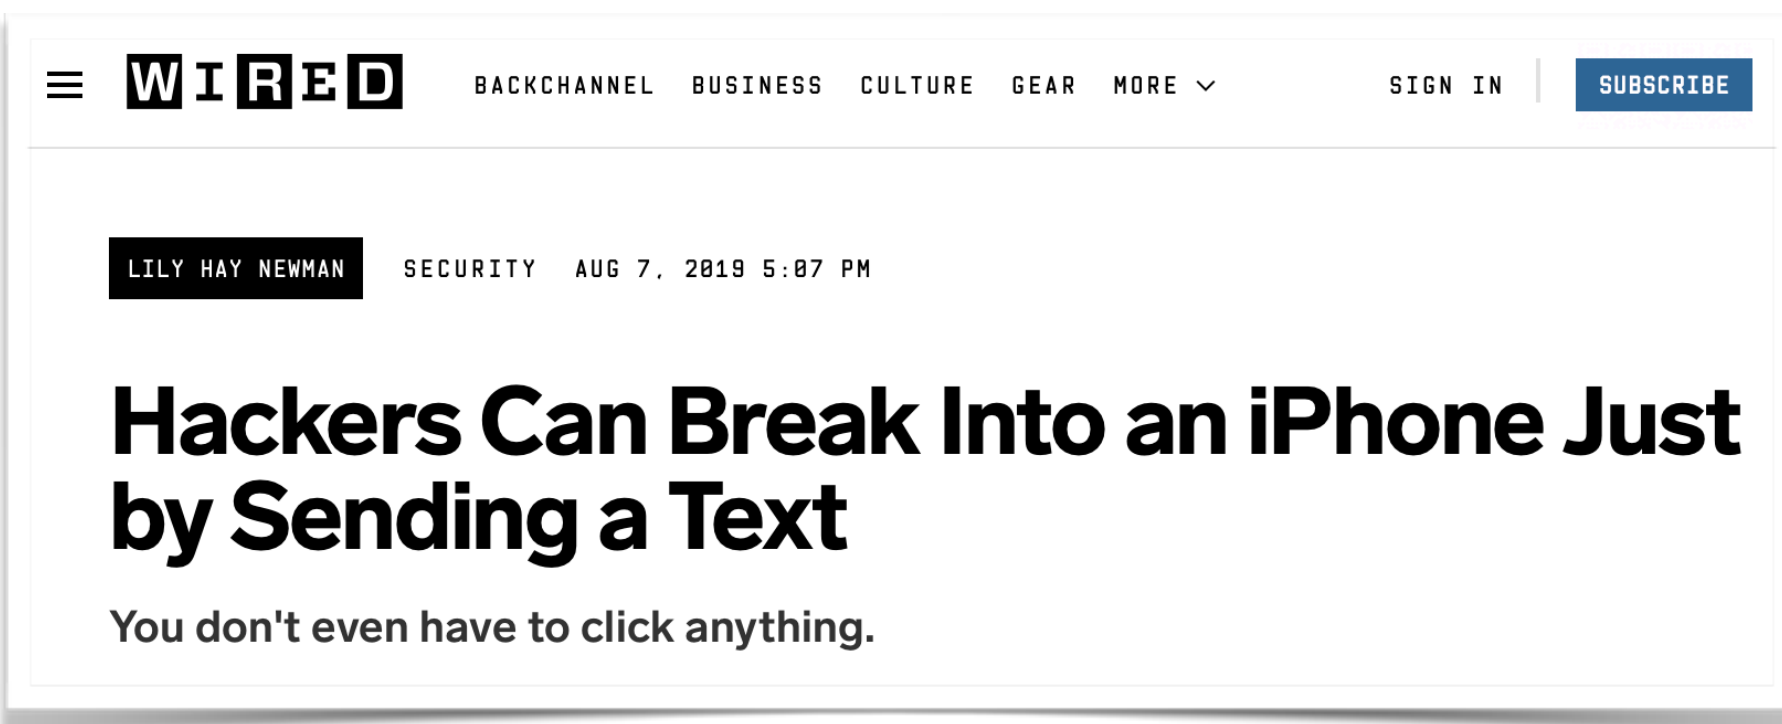 WIRED BACKCHANNEL BUSINESS CULTURE GEAR MORE SIGN IN SUBSCRIBE
LILY HAY NEWMAN SECURITY AUG 7, 2019 5:07 PM
Hackers Can Break Into an iPhone Just
by Sending a Text
You don't even have to click anything.